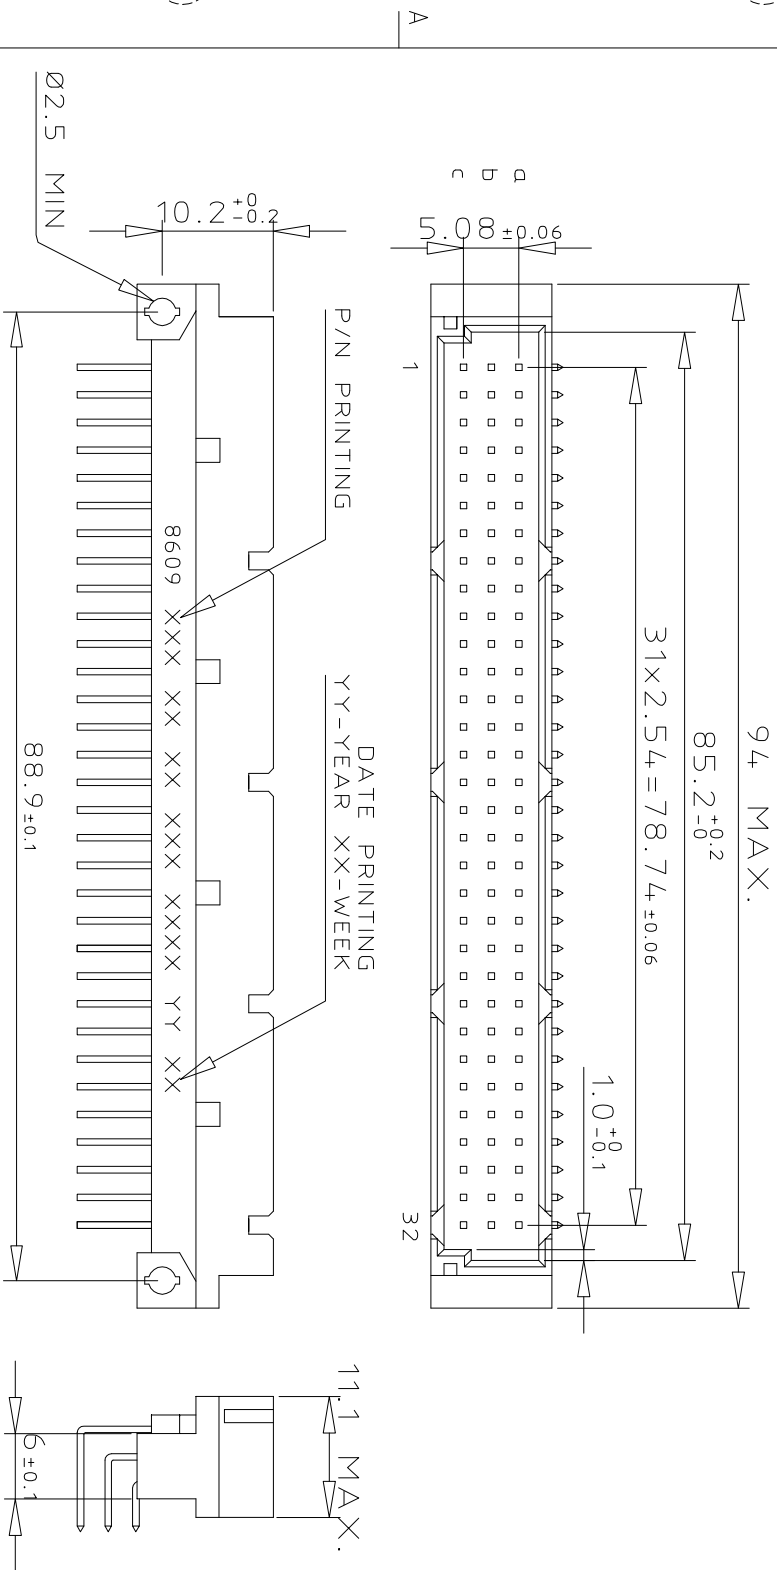 A
94 MAX.
85.2 +0.2 -0
31x2.54=78.74 ±0.06
1.0 +0 -0.1
a
b
c
5.08 ±0.06
1
32
10.2 +0 -0.2
Ø2.5 MIN
P/N PRINTING
DATE PRINTING
YY-YEAR XX-WEEK
8609 XXX XX XX XXX XXXX YY XX
88.9 ±0.1
11.1 MAX.
6 ±0.1